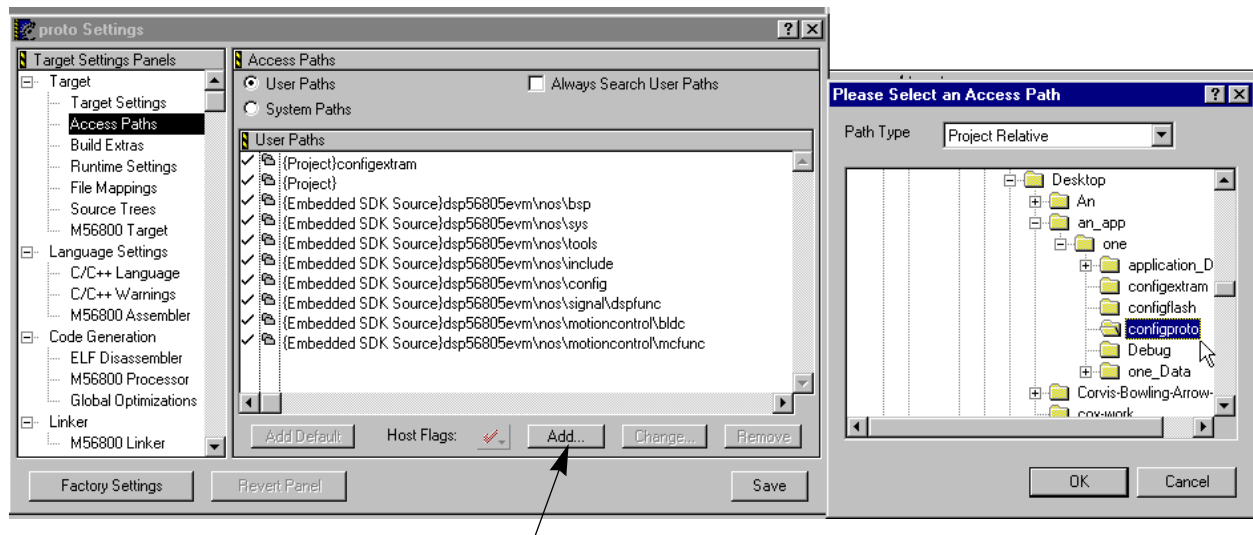 proto Settings
Target Settings Panels
Target
Target Settings
Access Paths
Build Extras
Runtime Settings
File Mappings
Source Trees
M56800 Target
Language Settings
C/C++ Language
C/C++ Warnings
M56800 Assembler
Code Generation
ELF Disassembler
M56800 Processor
Global Optimizations
Linker
M56800 Linker
Access Paths
User Paths
Always Search User Paths
System Paths
User Paths
{Project}configextram
{Project}
{Embedded SDK Source}dsp56805evm\nos\bsp
{Embedded SDK Source}dsp56805evm\nos\sys
{Embedded SDK Source}dsp56805evm\nos\tools
{Embedded SDK Source}dsp56805evm\nos\include
{Embedded SDK Source}dsp56805evm\nos\config
{Embedded SDK Source}dsp56805evm\nos\signal\dspfunc
{Embedded SDK Source}dsp56805evm\nos\motioncontrol\bldc
{Embedded SDK Source}dsp56805evm\nos\motioncontrol\mcfunc
Add Default
Host Flags:
Add...
Change...
Remove
Factory Settings
Revert Panel
Save
Please Select an Access Path
Path Type
Project Relative
Desktop
An
an_app
one
application_D
configextram
configflash
configproto
Debug
one_Data
Corvis-Bowling-Arrow-
cox-work
OK
Cancel